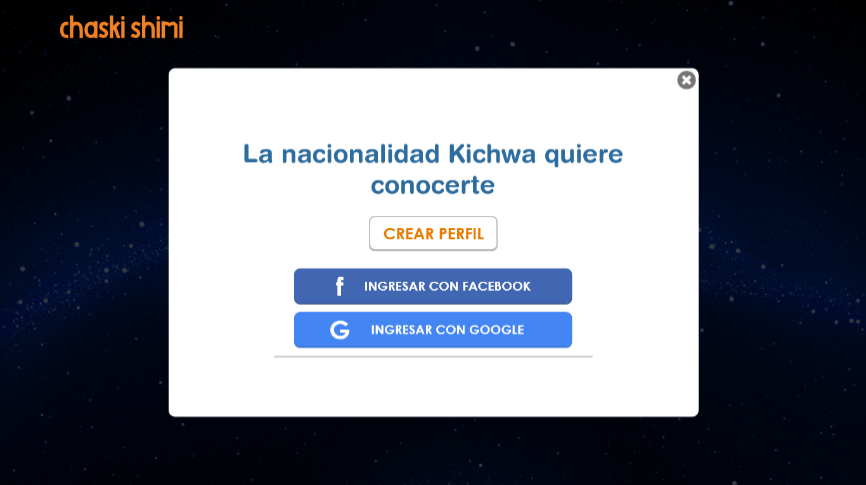 chaski shimi
La nacionalidad Kichwa quiere
conocerte
CREAR PERFIL
f INGRESAR CON FACEBOOK
G INGRESAR CON GOOGLE